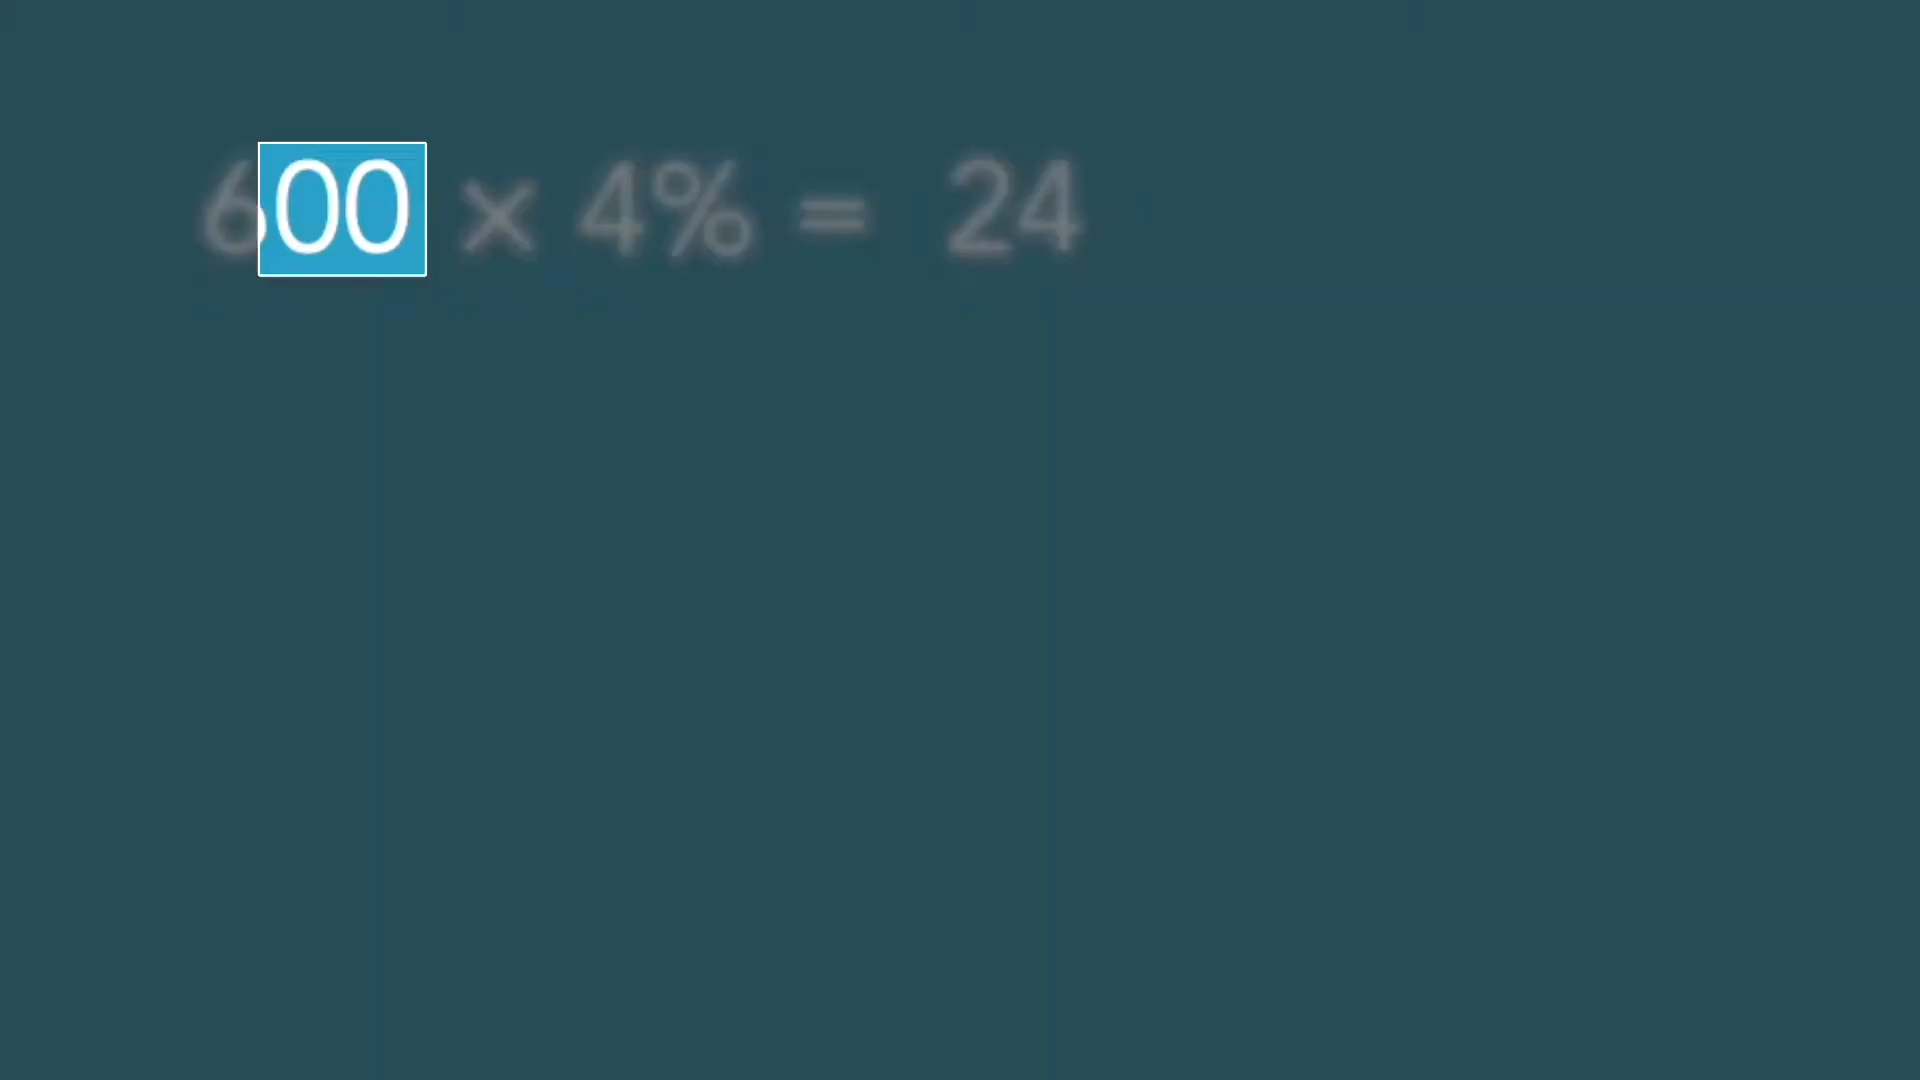 600 × 4% = 24